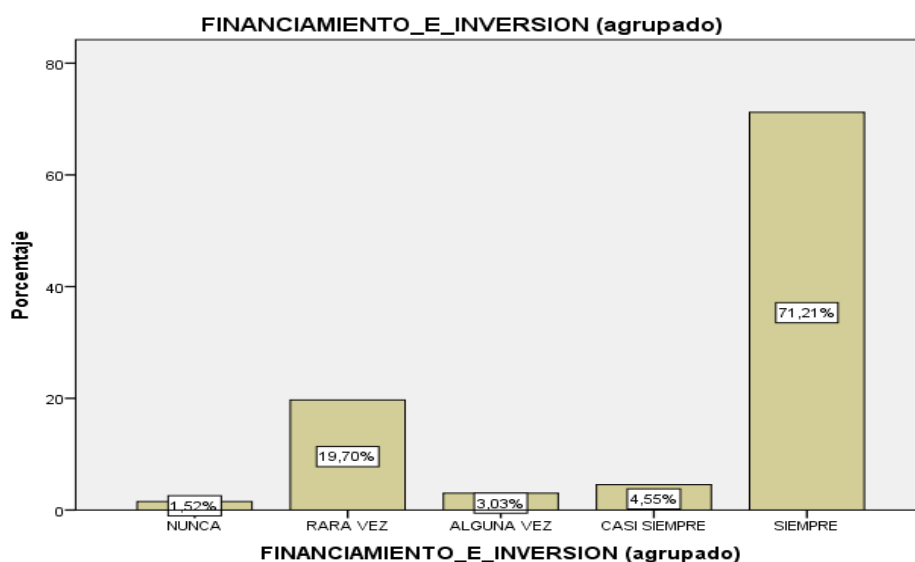 FINANCIAMIENTO_E_INVERSION (agrupado)
80
60
40
20
0
Porcentaje
1,52%
19,70%
3,03%
4,55%
71,21%
NUNCA
RARA VEZ
ALGUNA VEZ
CASI SIEMPRE
SIEMPRE
FINANCIAMIENTO_E_INVERSION (agrupado)